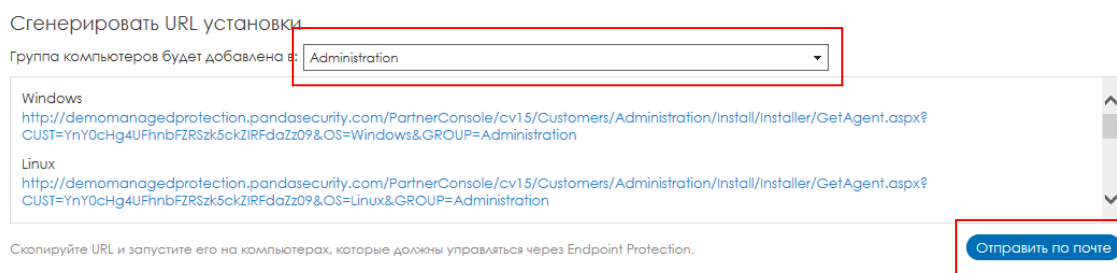 Сгенерировать URL установки
Группа компьютеров будет добавлена в: Administration
Windows
http://demomanagedprotection.pandasecurity.com/PartnerConsole/cv15/Customers/Administration/Install/Installer/GetAgent.aspx?
CUST=YnY0cHg4UFhnbFZRSzk5ckZIRFdaZz09&OS=Windows&GROUP=Administration
Linux
http://demomanagedprotection.pandasecurity.com/PartnerConsole/cv15/Customers/Administration/Install/Installer/GetAgent.aspx?
CUST=YnY0cHg4UFhnbFZRSzk5ckZIRFdaZz09&OS=Linux&GROUP=Administration
Скопируйте URL и запустите его на компьютерах, которые должны управляться через Endpoint Protection.
Отправить по почте